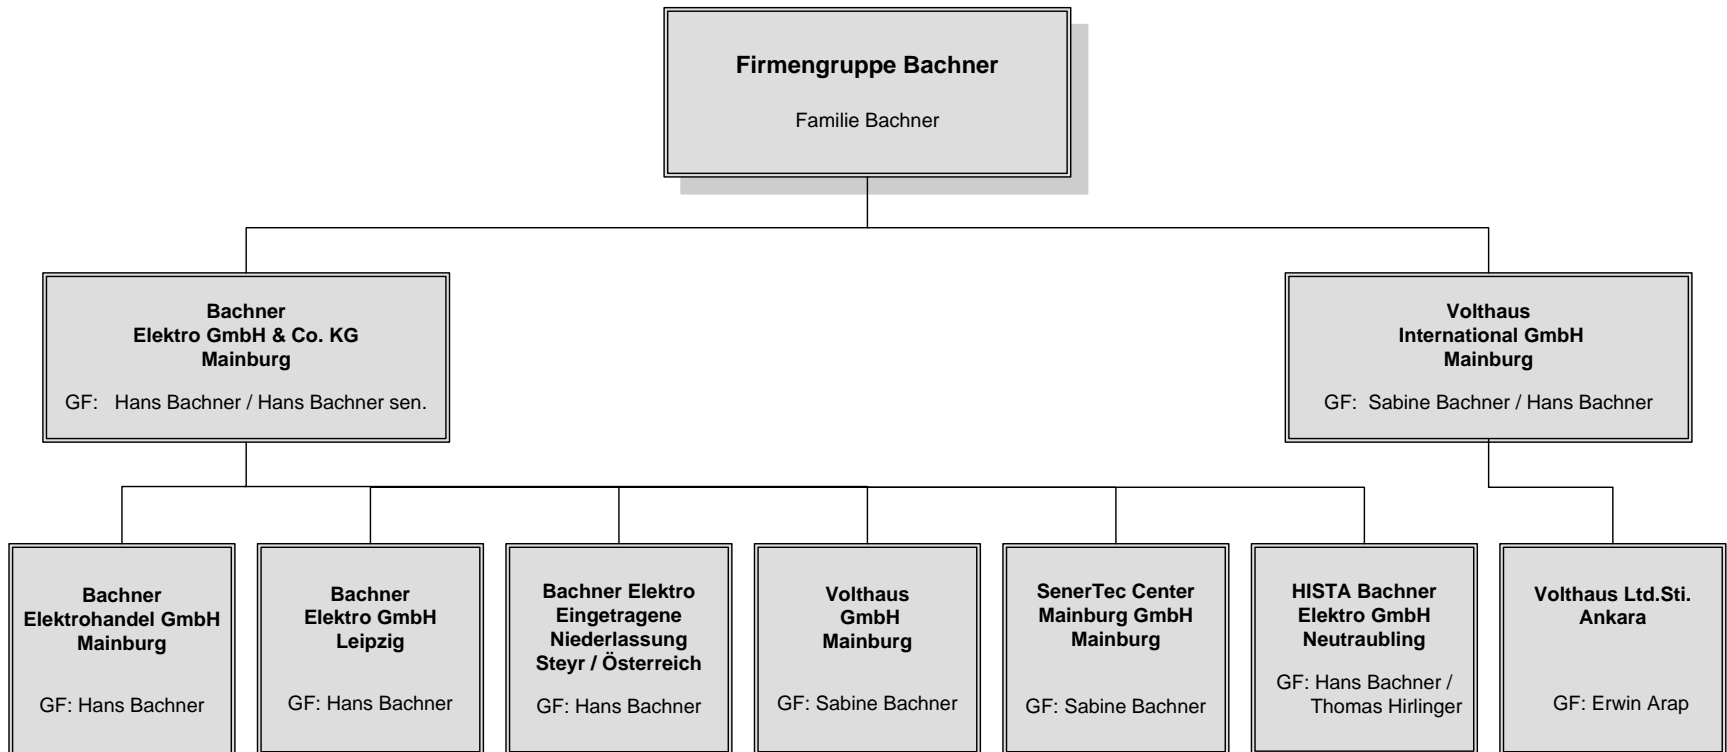 Firmengruppe Bachner
Familie Bachner
Bachner
Elektro GmbH & Co. KG
Mainburg
GF: Hans Bachner / Hans Bachner sen.
Volthaus
International GmbH
Mainburg
GF: Sabine Bachner / Hans Bachner
Bachner
Elektrohandel GmbH
Mainburg
GF: Hans Bachner
Bachner
Elektro GmbH
Leipzig
GF: Hans Bachner
Bachner Elektro
Eingetragene
Niederlassung
Steyr / Österreich
GF: Hans Bachner
Volthaus
GmbH
Mainburg
GF: Sabine Bachner
SenerTec Center
Mainburg GmbH
Mainburg
GF: Sabine Bachner
HISTA Bachner
Elektro GmbH
Neutraubling
GF: Hans Bachner /
Thomas Hirlinger
Volthaus Ltd.Sti.
Ankara
GF: Erwin Arap